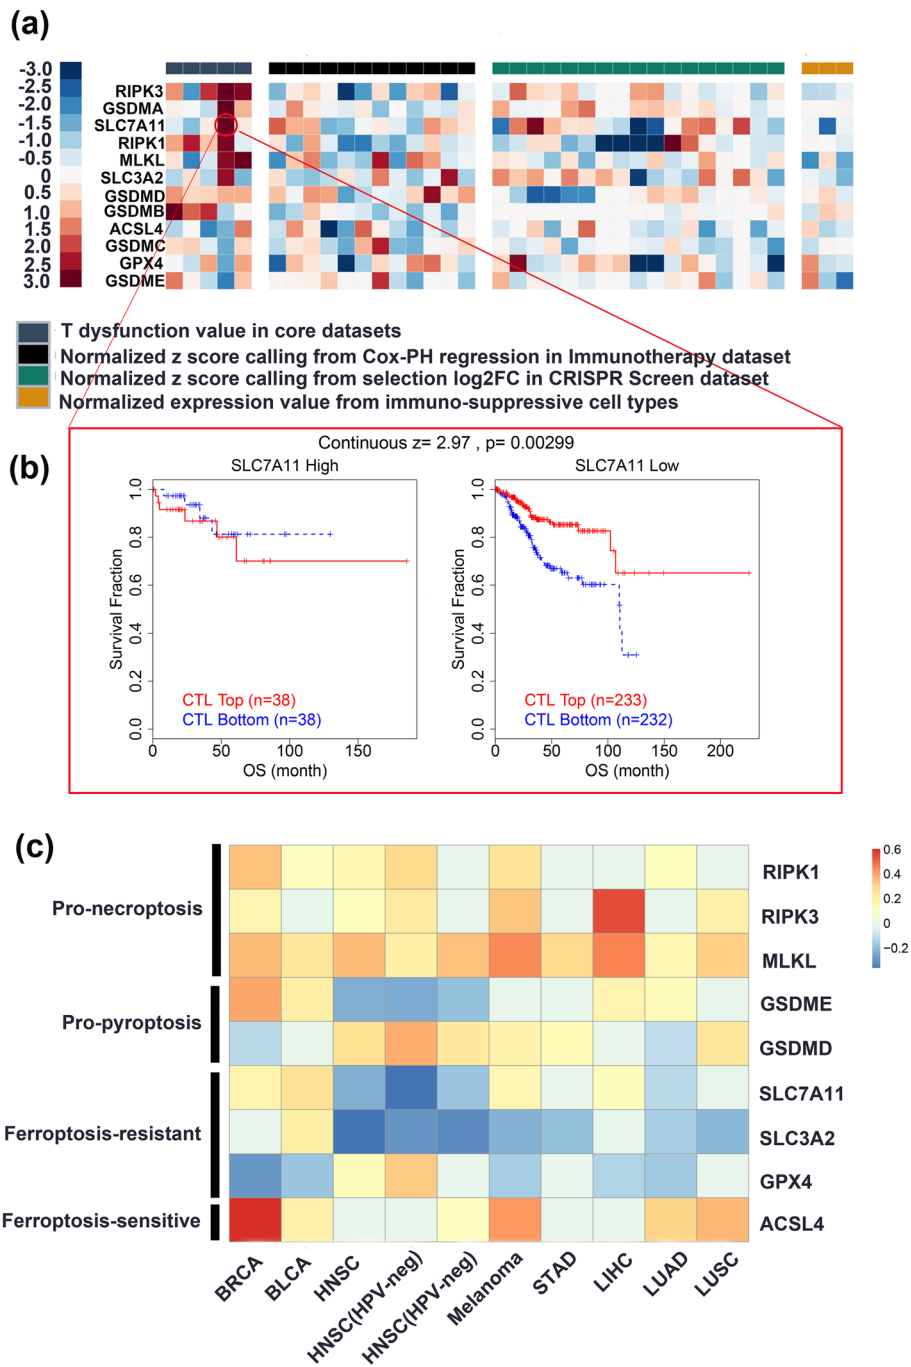 (a)
-3.0
-2.5
-2.0
-1.5
-1.0
-0.5
0
0.5
1.0
1.5
2.0
2.5
3.0
RIPK3
GSDMA
SLC7A11
RIPK1
MLKL
SLC3A2
GSDMD
GSDMB
ACSL4
GSDMC
GPX4
GSDME
T dysfunction value in core datasets
Normalized z score calling from Cox-PH regression in Immunotherapy dataset
Normalized z score calling from selection log2FC in CRISPR Screen dataset
Normalized expression value from immuno-suppressive cell types
(b)
Continuous z= 2.97 , p= 0.00299
SLC7A11 High
Survival Fraction
1.0
0.8
0.6
0.4
0.2
0.0
CTL Top (n=38)
CTL Bottom (n=38)
0 50 100 150
OS (month)
SLC7A11 Low
Survival Fraction
1.0
0.8
0.6
0.4
0.2
0.0
CTL Top (n=233)
CTL Bottom (n=232)
0 50 100 150 200
OS (month)
(c)
Pro-necroptosis
Pro-pyroptosis
Ferroptosis-resistant
Ferroptosis-sensitive
RIPK1
RIPK3
MLKL
GSDME
GSDMD
SLC7A11
SLC3A2
GPX4
ACSL4
0.6
0.4
0.2
0
−0.2
BRCA
BLCA
HNSC
HNSC(HPV-neg)
HNSC(HPV-neg)
Melanoma
STAD
LIHC
LUAD
LUSC